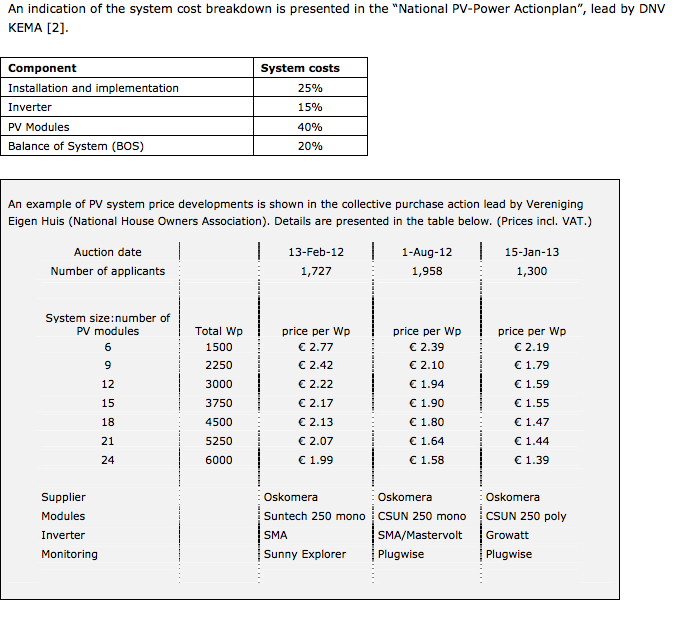 An indication of the system cost breakdown is presented in the “National PV-Power Actionplan”, lead by DNV
KEMA [2].
Component System costs
Installation and implementation 25%
Inverter 15%
PV Modules 40%
Balance of System (BOS) 20%
An example of PV system price developments is shown in the collective purchase action lead by Vereniging
Eigen Huis (National House Owners Association). Details are presented in the table below. (Prices incl. VAT.)
Auction date 13-Feb-12 1-Aug-12 15-Jan-13
Number of applicants 1,727 1,958 1,300
System size:number of
PV modules Total Wp price per Wp price per Wp price per Wp
6 1500 € 2.77 € 2.39 € 2.19
9 2250 € 2.42 € 2.10 € 1.79
12 3000 € 2.22 € 1.94 € 1.59
15 3750 € 2.17 € 1.90 € 1.55
18 4500 € 2.13 € 1.80 € 1.47
21 5250 € 2.07 € 1.64 € 1.44
24 6000 € 1.99 € 1.58 € 1.39
Supplier Oskomera Oskomera Oskomera
Modules Suntech 250 mono CSUN 250 mono CSUN 250 poly
Inverter SMA SMA/Mastervolt Growatt
Monitoring Sunny Explorer Plugwise Plugwise